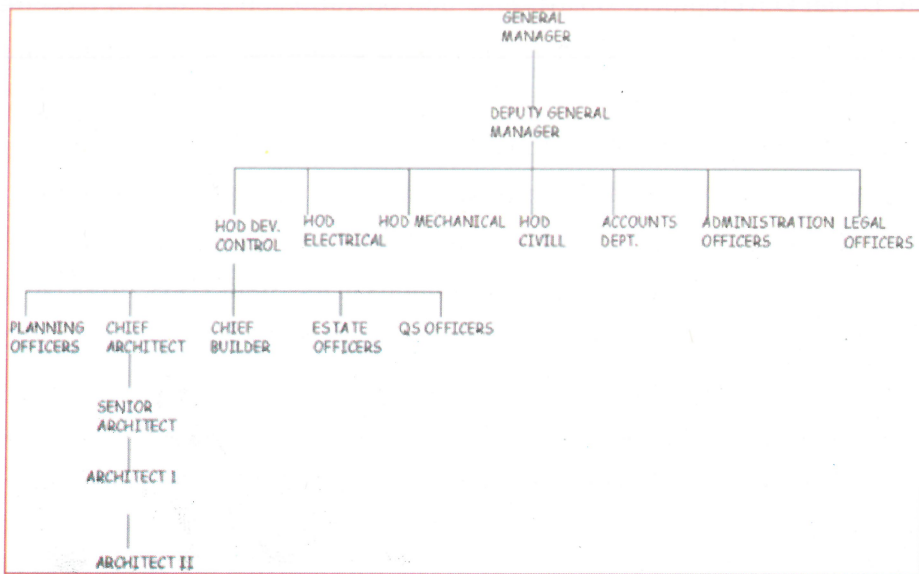 GENERAL
MANAGER
DEPUTY GENERAL
MANAGER
HOD DEV.
CONTROL
HOD
ELECTRICAL
HOD MECHANICAL
HOD
CIVILL
ACCOUNTS
DEPT.
ADMINISTRATION
OFFICERS
LEGAL
OFFICERS
PLANNING
OFFICERS
CHIEF
ARCHITECT
CHIEF
BUILDER
ESTATE
OFFICERS
QS OFFICERS
SENIOR
ARCHITECT
ARCHITECT I
ARCHITECT II